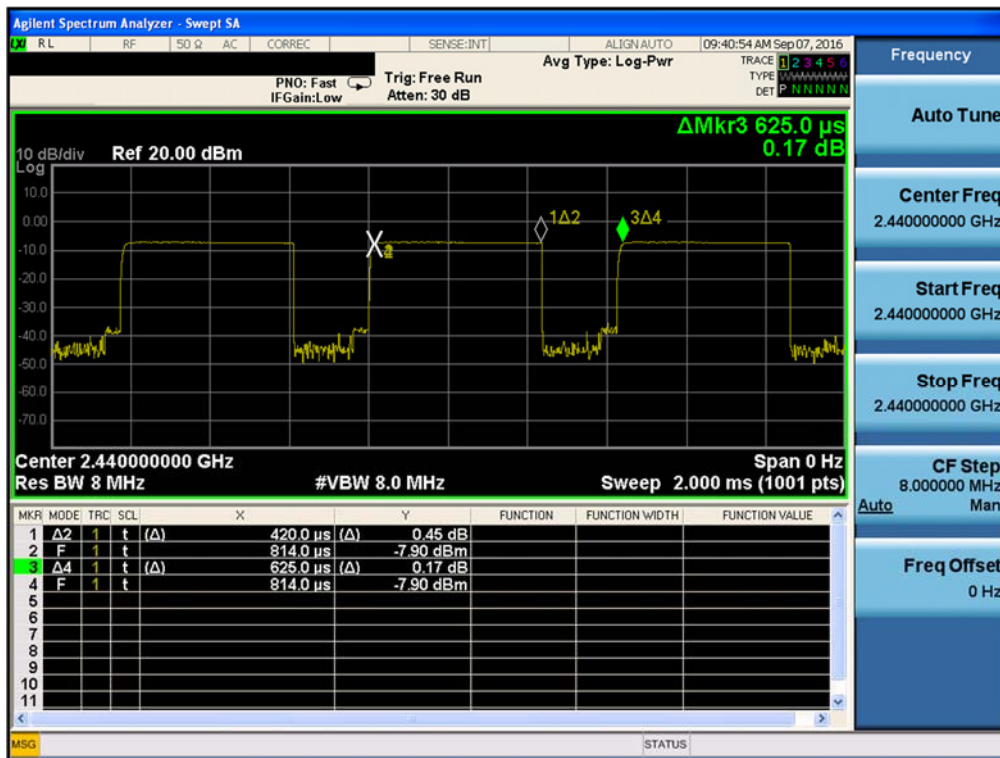 Agilent Spectrum Analyzer - Swept SA
LXI RL RF 50 Ω AC CORREC SENSE:INT ALIGN AUTO 09:40:54 AM Sep 07, 2016
PNO: Fast
IFGain:Low
Trig: Free Run
Atten: 30 dB
Avg Type: Log-Pwr
TRACE 1 2 3 4 5 6
TYPE WWWWWW
DET P N N N N N
ΔMkr3 625.0 µs
0.17 dB
10 dB/div
Log
Ref 20.00 dBm
10.0
0.00
-10.0
-20.0
-30.0
-40.0
-50.0
-60.0
-70.0
1Δ2
3Δ4
X
Center 2.440000000 GHz
Res BW 8 MHz
#VBW 8.0 MHz
Span 0 Hz
Sweep 2.000 ms (1001 pts)
MKR MODE TRC SCL X Y FUNCTION FUNCTION WIDTH FUNCTION VALUE
1 Δ2 1 t (Δ) 420.0 µs (Δ) 0.45 dB
2 F 1 t 814.0 µs -7.90 dBm
3 Δ4 1 t (Δ) 625.0 µs (Δ) 0.17 dB
4 F 1 t 814.0 µs -7.90 dBm
5
6
7
8
9
10
11
MSG STATUS
Frequency
Auto Tune
Center Freq
2.440000000 GHz
Start Freq
2.440000000 GHz
Stop Freq
2.440000000 GHz
CF Step
8.000000 MHz
Auto Man
Freq Offset
0 Hz